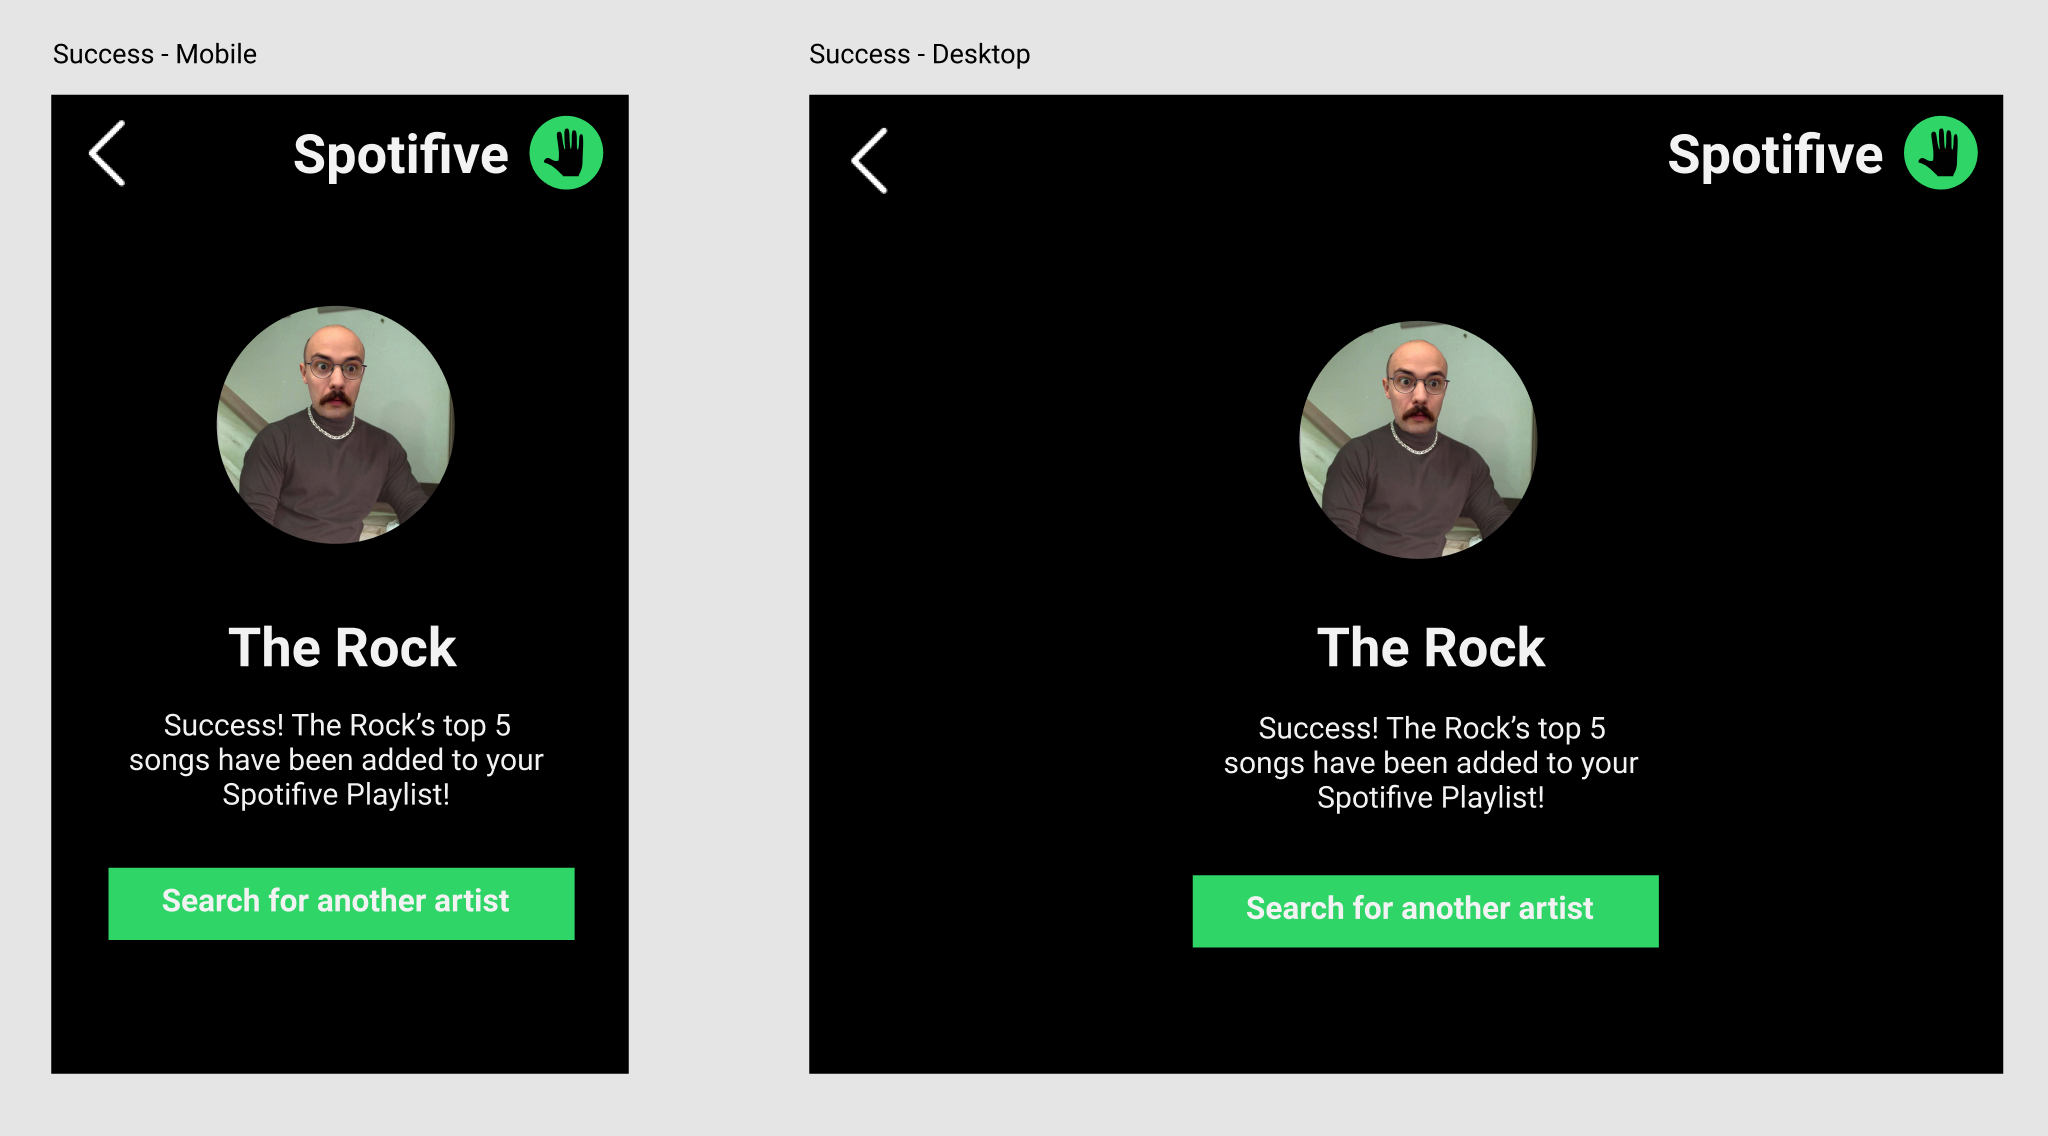 Success - Mobile
Spotifive
The Rock
Success! The Rock’s top 5
songs have been added to your
Spotifive Playlist!
Search for another artist
Success - Desktop
Spotifive
The Rock
Success! The Rock’s top 5
songs have been added to your
Spotifive Playlist!
Search for another artist